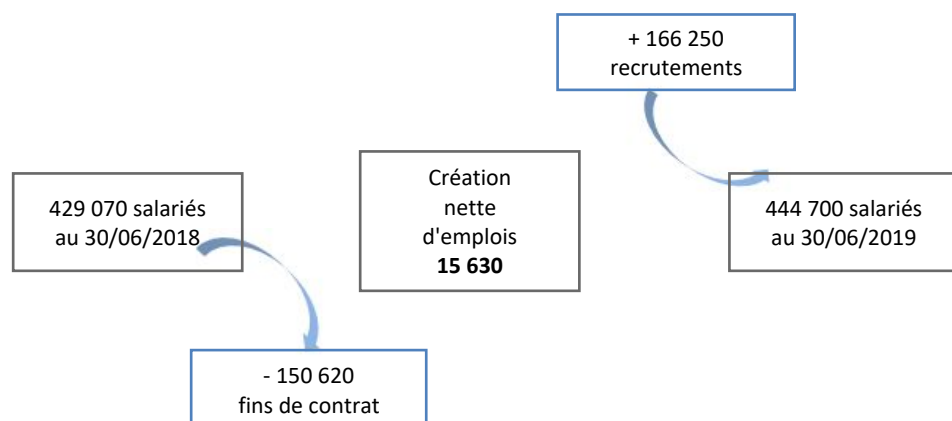 + 166 250
recrutements
429 070 salariés
au 30/06/2018
Création
nette
d'emplois
15 630
444 700 salariés
au 30/06/2019
- 150 620
fins de contrat